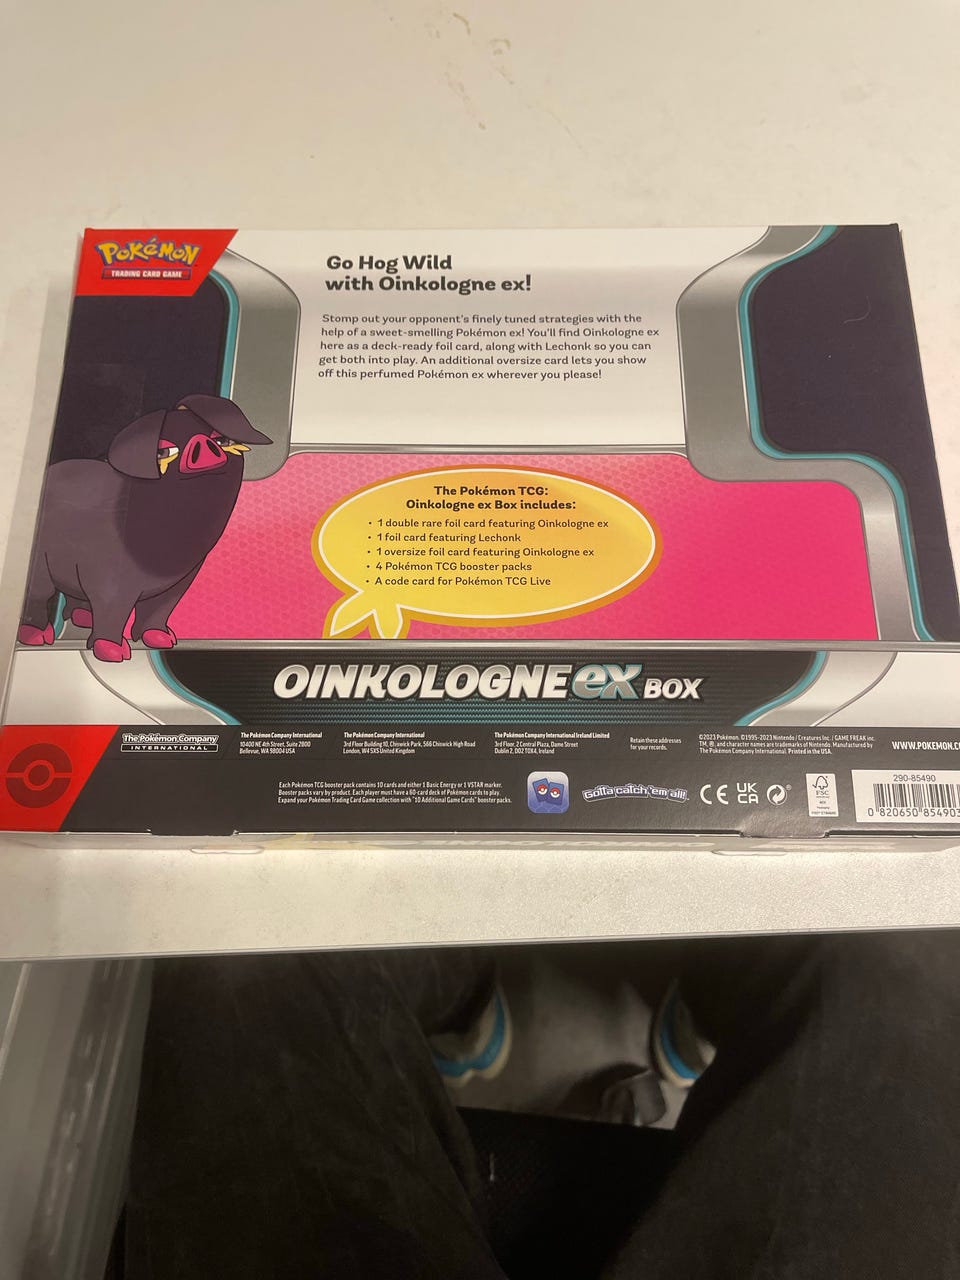 POKéMON
TRADING CARD GAME
Go Hog Wild
with Oinkologne ex!
Stomp out your opponent's finely tuned strategies with the
help of a sweet-smelling Pokémon ex! You'll find Oinkologne ex
here as a deck-ready foil card, along with Lechonk so you can
get both into play. An additional oversize card lets you show
off this perfumed Pokémon ex wherever you please!
The Pokémon TCG:
Oinkologne ex Box includes:
• 1 double rare foil card featuring Oinkologne ex
• 1 foil card featuring Lechonk
• 1 oversize foil card featuring Oinkologne ex
• 4 Pokémon TCG booster packs
• A code card for Pokémon TCG Live
OINKOLOGNE ex BOX
The Pokémon Company
INTERNATIONAL
The Pokémon Company International
10400 NE 4th Street, Suite 2800
Bellevue, WA 98004 USA
The Pokémon Company International
3rd Floor Building 10, Chiswick Park, 566 Chiswick High Road
London, W4 5XS United Kingdom
The Pokémon Company International Ireland Limited
3rd Floor, 2 Central Plaza, Dame Street
Dublin 2, D02 T0X4, Ireland
Retain these addresses
for your records.
©2023 Pokémon. ©1995-2023 Nintendo / Creatures Inc. / GAME FREAK inc.
TM, ®, and character names are trademarks of Nintendo. Manufactured by
The Pokémon Company International. Printed in the USA.
WWW.POKEMON.C
Each Pokémon TCG booster pack contains 10 cards and either 1 Basic Energy or 1 VSTAR marker.
Booster packs vary by product. Each player must have a 60-card deck of Pokémon cards to play.
Expand your Pokémon Trading Card Game collection with "10 Additional Game Cards" booster packs.
Gotta catch 'em all!
CE
UK
CA
FSC
290-85490
0 820650 854903